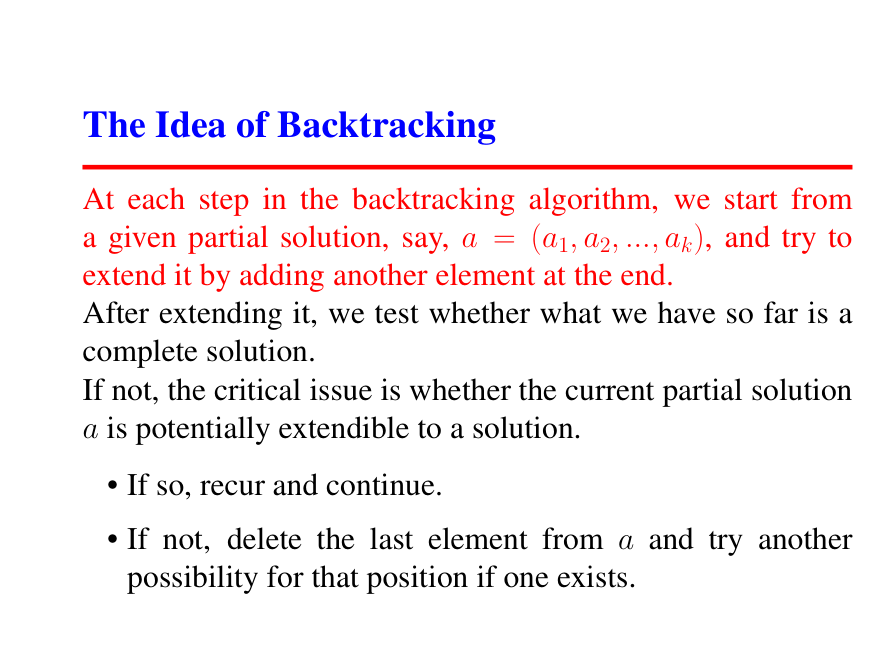 The Idea of Backtracking
At each step in the backtracking algorithm, we start from
a given partial solution, say, a = (a₁, a₂, ..., aₖ), and try to
extend it by adding another element at the end.
After extending it, we test whether what we have so far is a
complete solution.
If not, the critical issue is whether the current partial solution
a is potentially extendible to a solution.
• If so, recur and continue.
• If not, delete the last element from a and try another
possibility for that position if one exists.